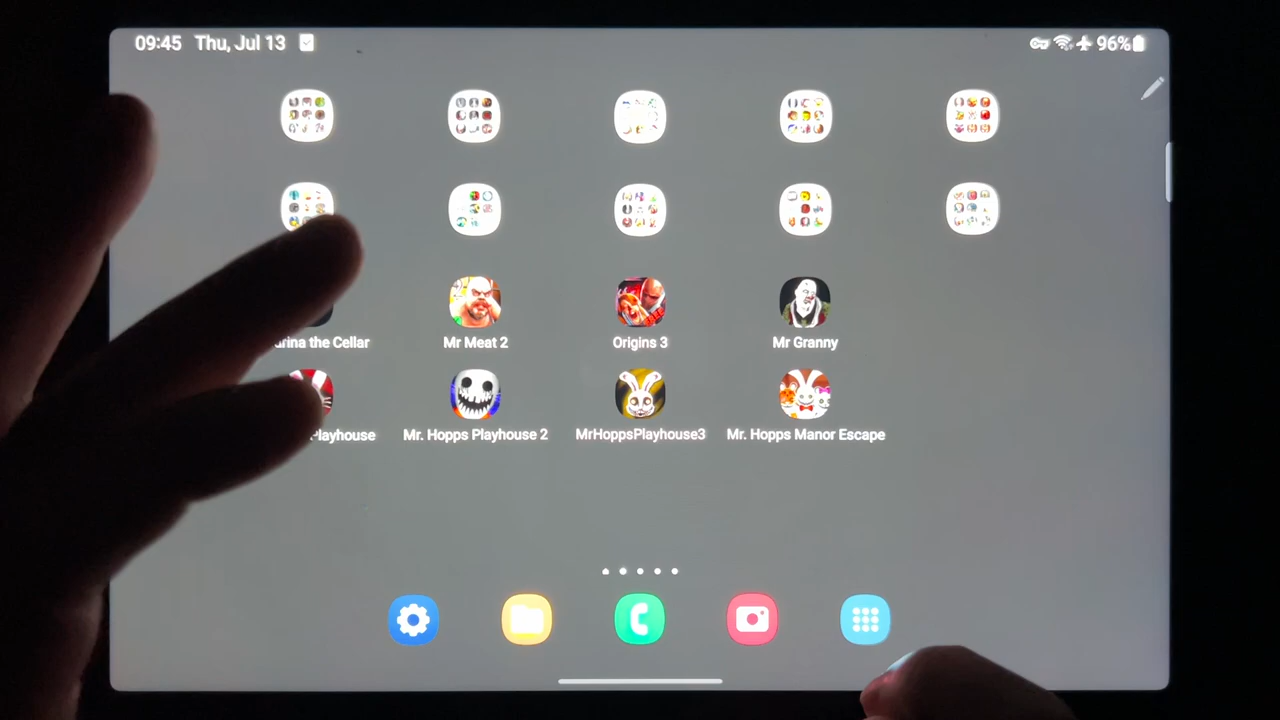 09:45 Thu, Jul 13 96%
the Cellar
Mr Meat 2
Origins 3
Mr Granny
Playhouse
Mr. Hopps Playhouse 2
MrHoppsPlayhouse3
Mr. Hopps Manor Escape